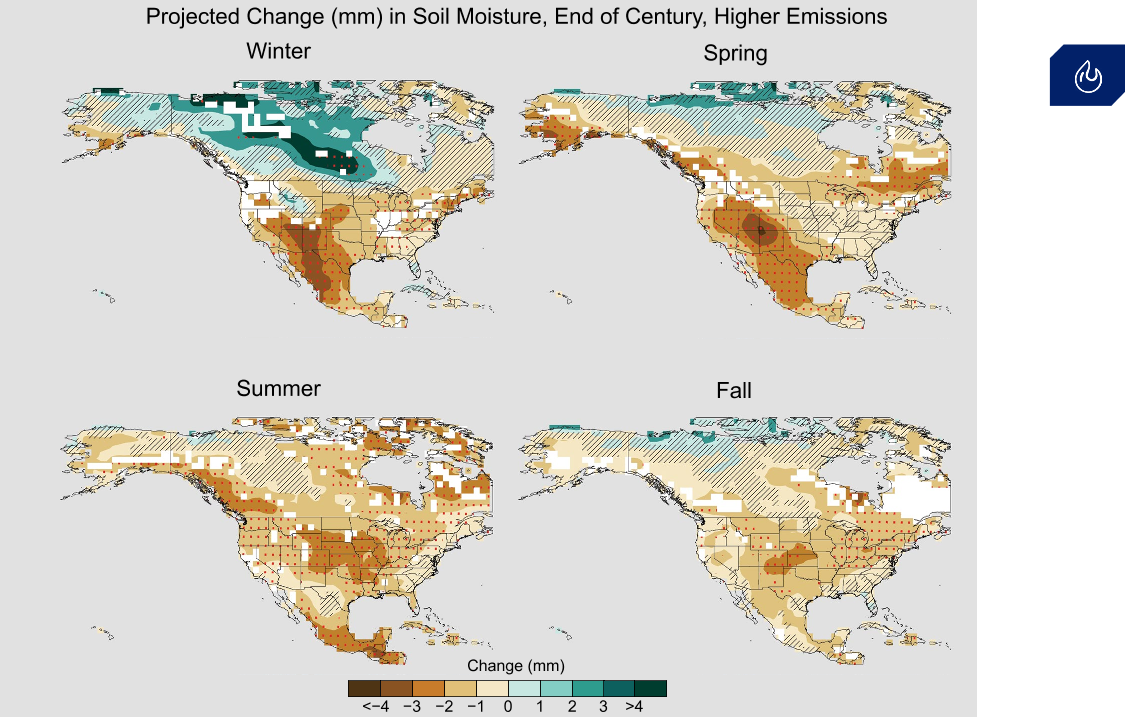 Projected Change (mm) in Soil Moisture, End of Century, Higher Emissions
Winter
Spring
Summer
Fall
Change (mm)
<−4 −3 −2 −1 0 1 2 3 >4